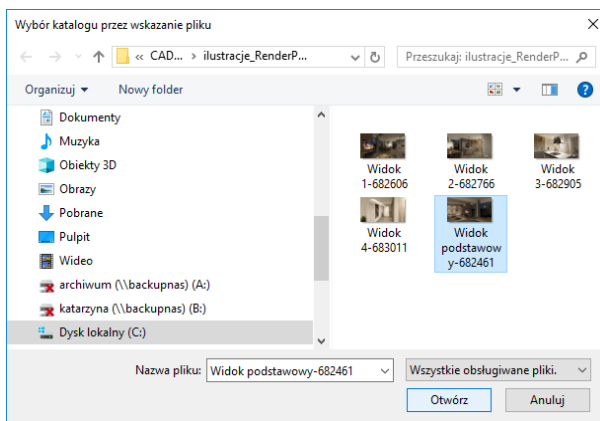 Wybór katalogu przez wskazanie pliku
« CAD... › ilustracje_RenderP...
Przeszukaj: ilustracje_RenderP...
Organizuj
Nowy folder
Dokumenty
Muzyka
Obiekty 3D
Obrazy
Pobrane
Pulpit
Wideo
archiwum (\\backupnas) (A:)
katarzyna (\\backupnas) (B:)
Dysk lokalny (C:)
Widok
1-682606
Widok
2-682766
Widok
3-682905
Widok
4-683011
Widok
podstawow
y-682461
Nazwa pliku:
Widok podstawowy-682461
Wszystkie obsługiwane pliki.
Otwórz
Anuluj